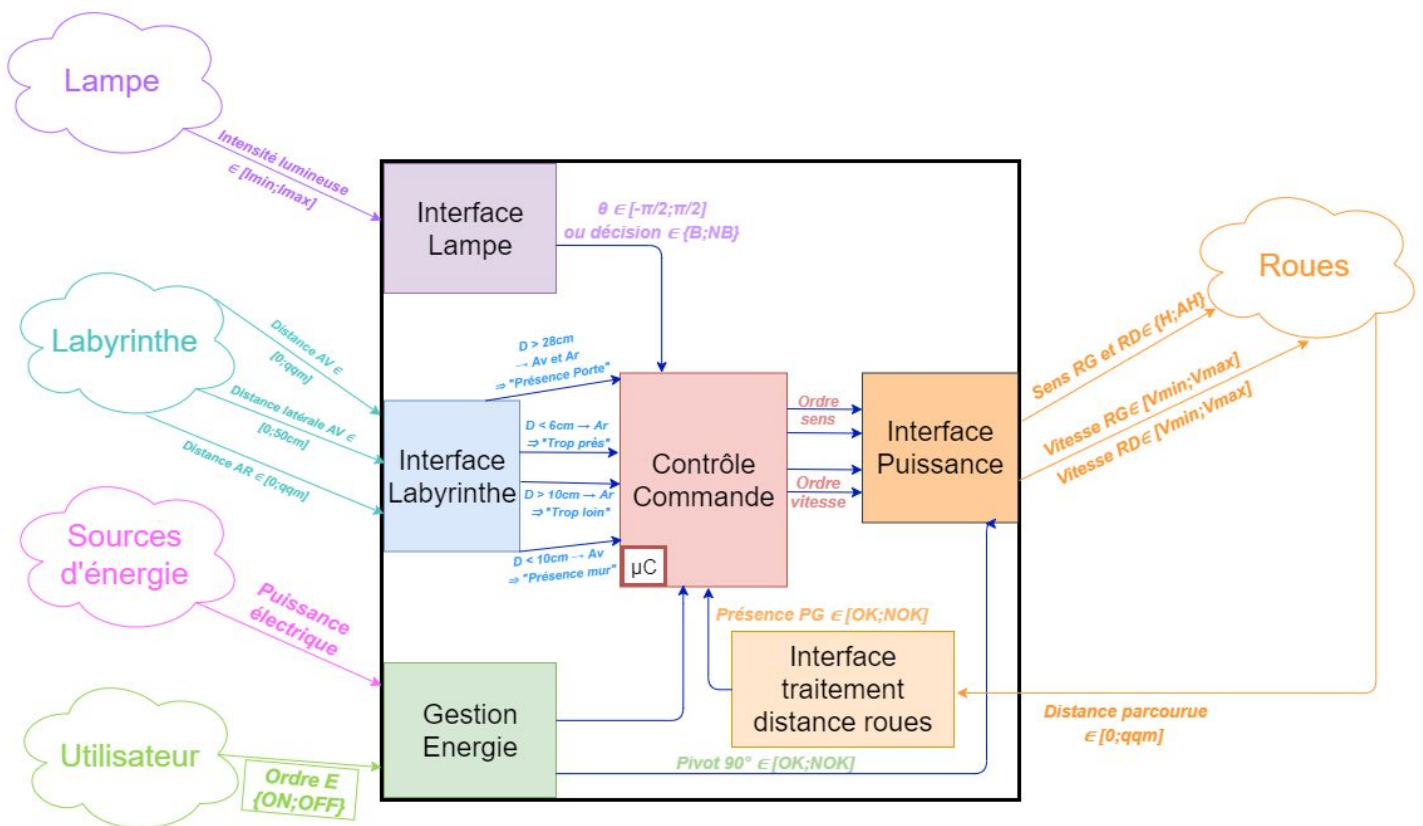 Lampe
Intensité lumineuse
∈ [Imin;Imax]
Interface
Lampe
θ ∈ [-π/2;π/2]
ou décision ∈ {B;NB}
Roues
Labyrinthe
Distance AV ∈
[0;qqm]
Distance latérale AV ∈
[0;50cm]
Distance AR ∈ [0;qqm]
Interface
Labyrinthe
D > 28cm
→ Av et Ar
⇒ "Présence Porte"
D < 6cm → Ar
⇒ "Trop près"
D > 10cm → Ar
⇒ "Trop loin"
D < 10cm → Av
⇒ "Présence mur"
Contrôle
Commande
µC
Ordre
sens
Ordre
vitesse
Interface
Puissance
Sens RG et RD∈ {H;AH}
Vitesse RG∈ [Vmin;Vmax]
Vitesse RD∈ [Vmin;Vmax]
Sources
d'énergie
Puissance
électrique
Présence PG ∈ [OK;NOK]
Interface
traitement
distance roues
Distance parcourue
∈ [0;qqm]
Gestion
Energie
Pivot 90° ∈ [OK;NOK]
Utilisateur
Ordre E
{ON;OFF}